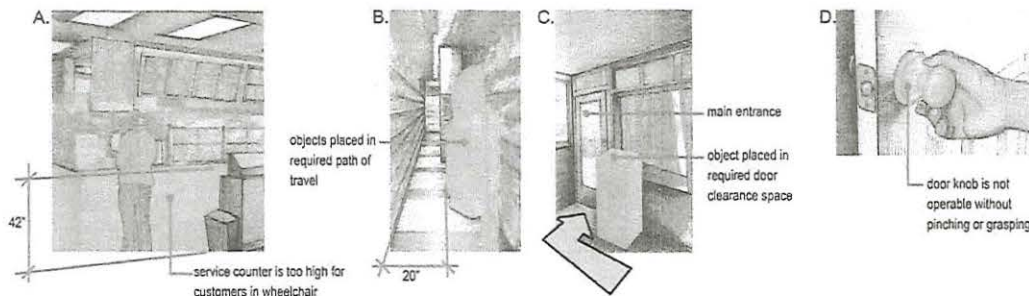 A.
B.
C.
D.
objects placed in
required path of
travel
main entrance
object placed in
required door
clearance space
door knob is not
operable without
pinching or grasping
42"
20"
service counter is too high for
customers in wheelchair